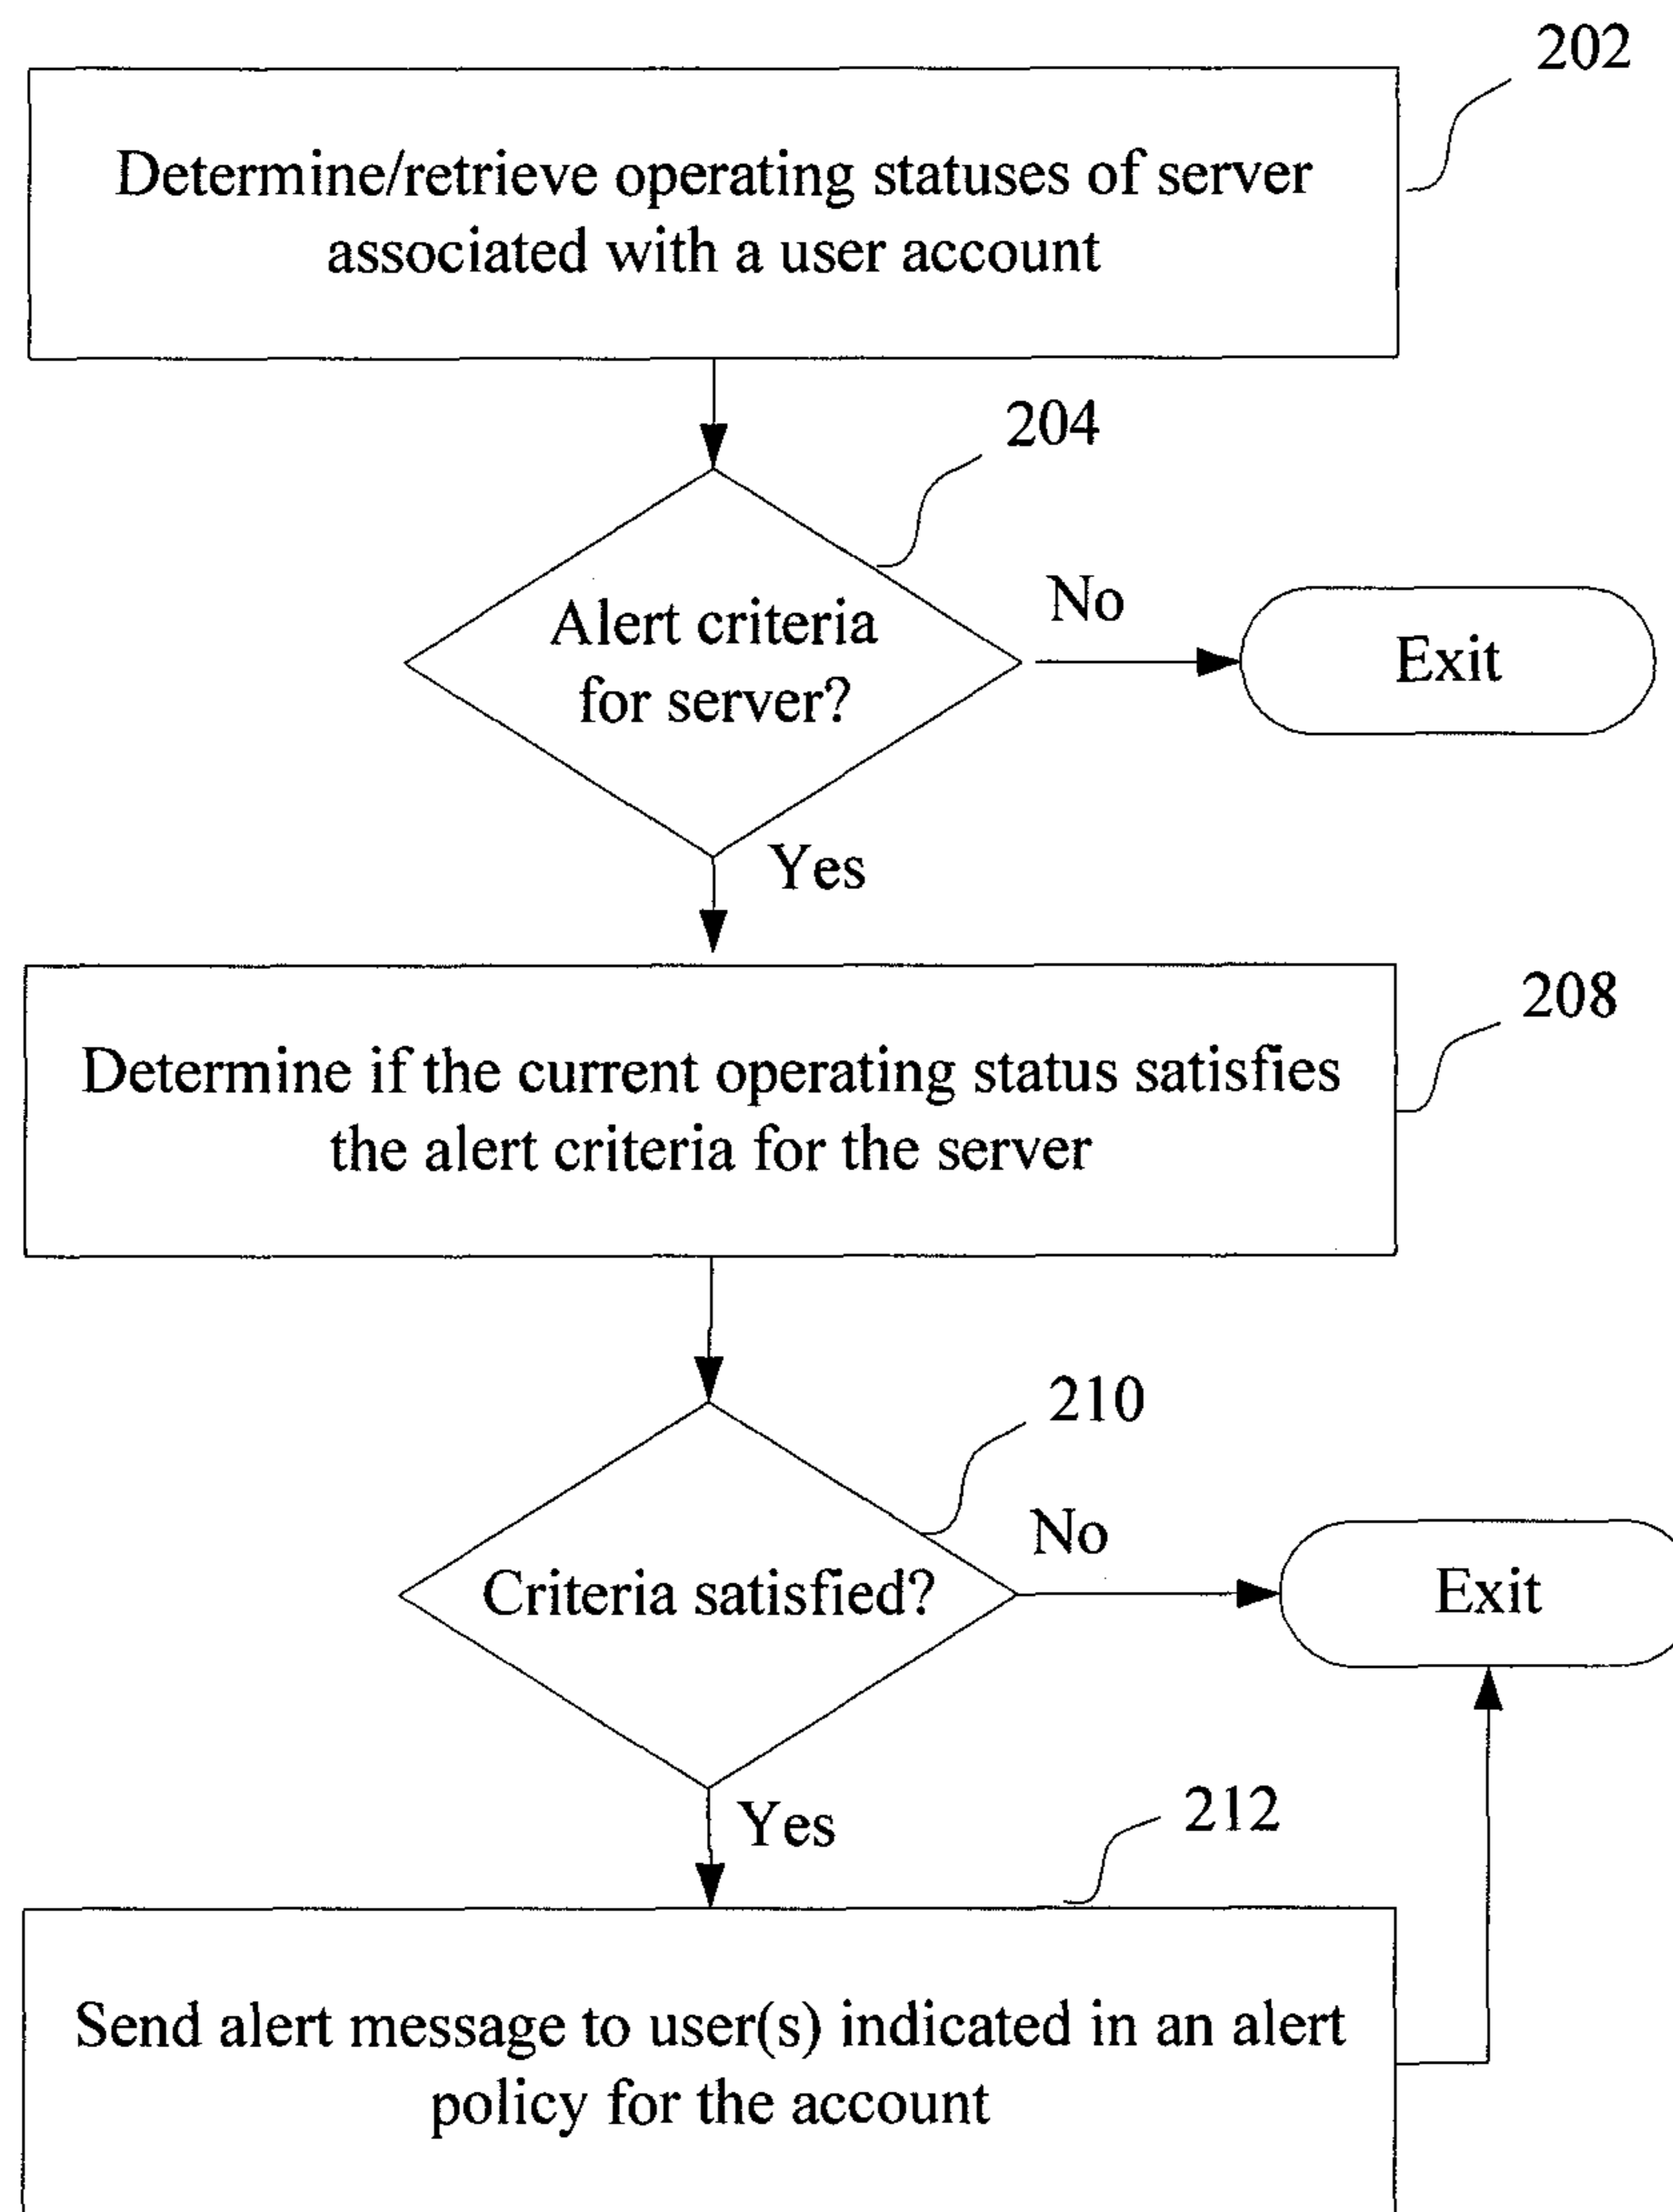 202
Determine/retrieve operating statuses of server
associated with a user account
204
Alert criteria
for server?
No
Exit
Yes
208
Determine if the current operating status satisfies
the alert criteria for the server
210
Criteria satisfied?
No
Exit
Yes
212
Send alert message to user(s) indicated in an alert
policy for the account